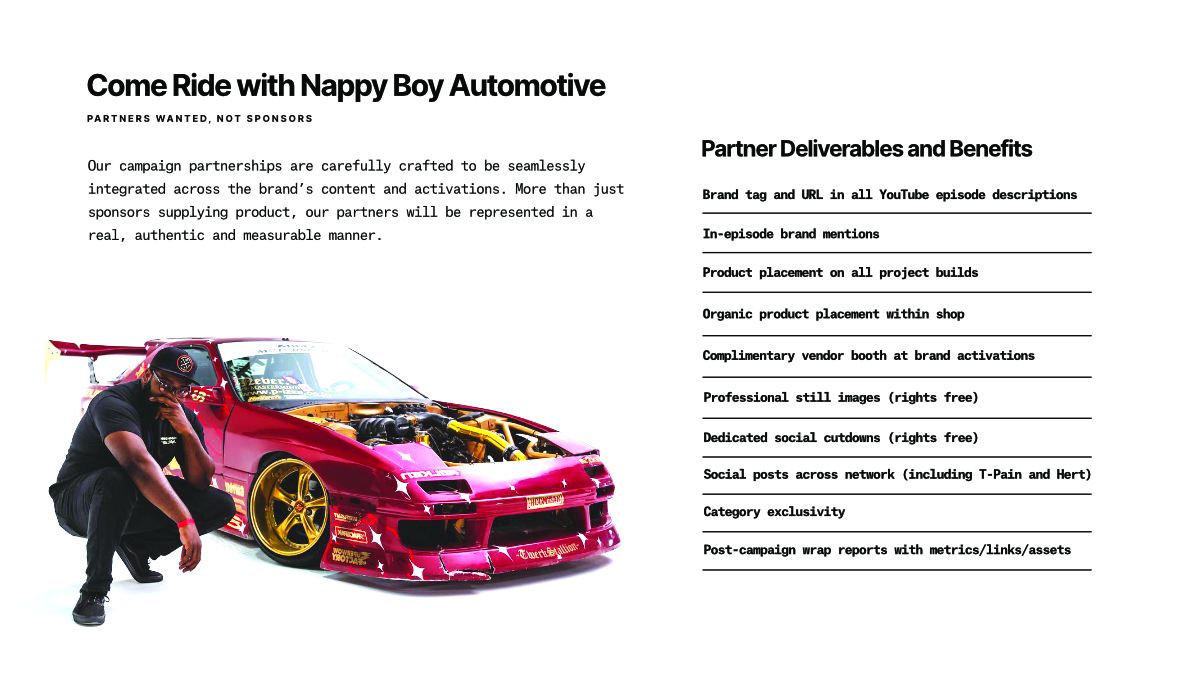 Come Ride with Nappy Boy Automotive
PARTNERS WANTED, NOT SPONSORS
Our campaign partnerships are carefully crafted to be seamlessly
integrated across the brand’s content and activations. More than just
sponsors supplying product, our partners will be represented in a
real, authentic and measurable manner.
Partner Deliverables and Benefits
Brand tag and URL in all YouTube episode descriptions
In-episode brand mentions
Product placement on all project builds
Organic product placement within shop
Complimentary vendor booth at brand activations
Professional still images (rights free)
Dedicated social cutdowns (rights free)
Social posts across network (including T-Pain and Hert)
Category exclusivity
Post-campaign wrap reports with metrics/links/assets
HOONIGAN
-TwerkStallion-